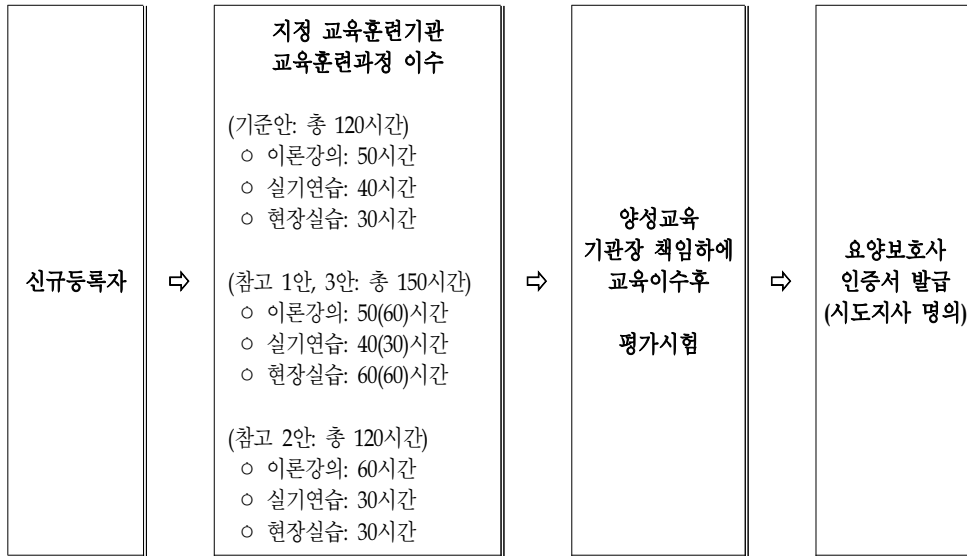 신규등록자
⇨
지정 교육훈련기관
교육훈련과정 이수
(기준안: 총 120시간)
○ 이론강의: 50시간
○ 실기연습: 40시간
○ 현장실습: 30시간
(참고 1안, 3안: 총 150시간)
○ 이론강의: 50(60)시간
○ 실기연습: 40(30)시간
○ 현장실습: 60(60)시간
(참고 2안: 총 120시간)
○ 이론강의: 60시간
○ 실기연습: 30시간
○ 현장실습: 30시간
⇨
양성교육
기관장 책임하에
교육이수후
평가시험
⇨
요양보호사
인증서 발급
(시도지사 명의)